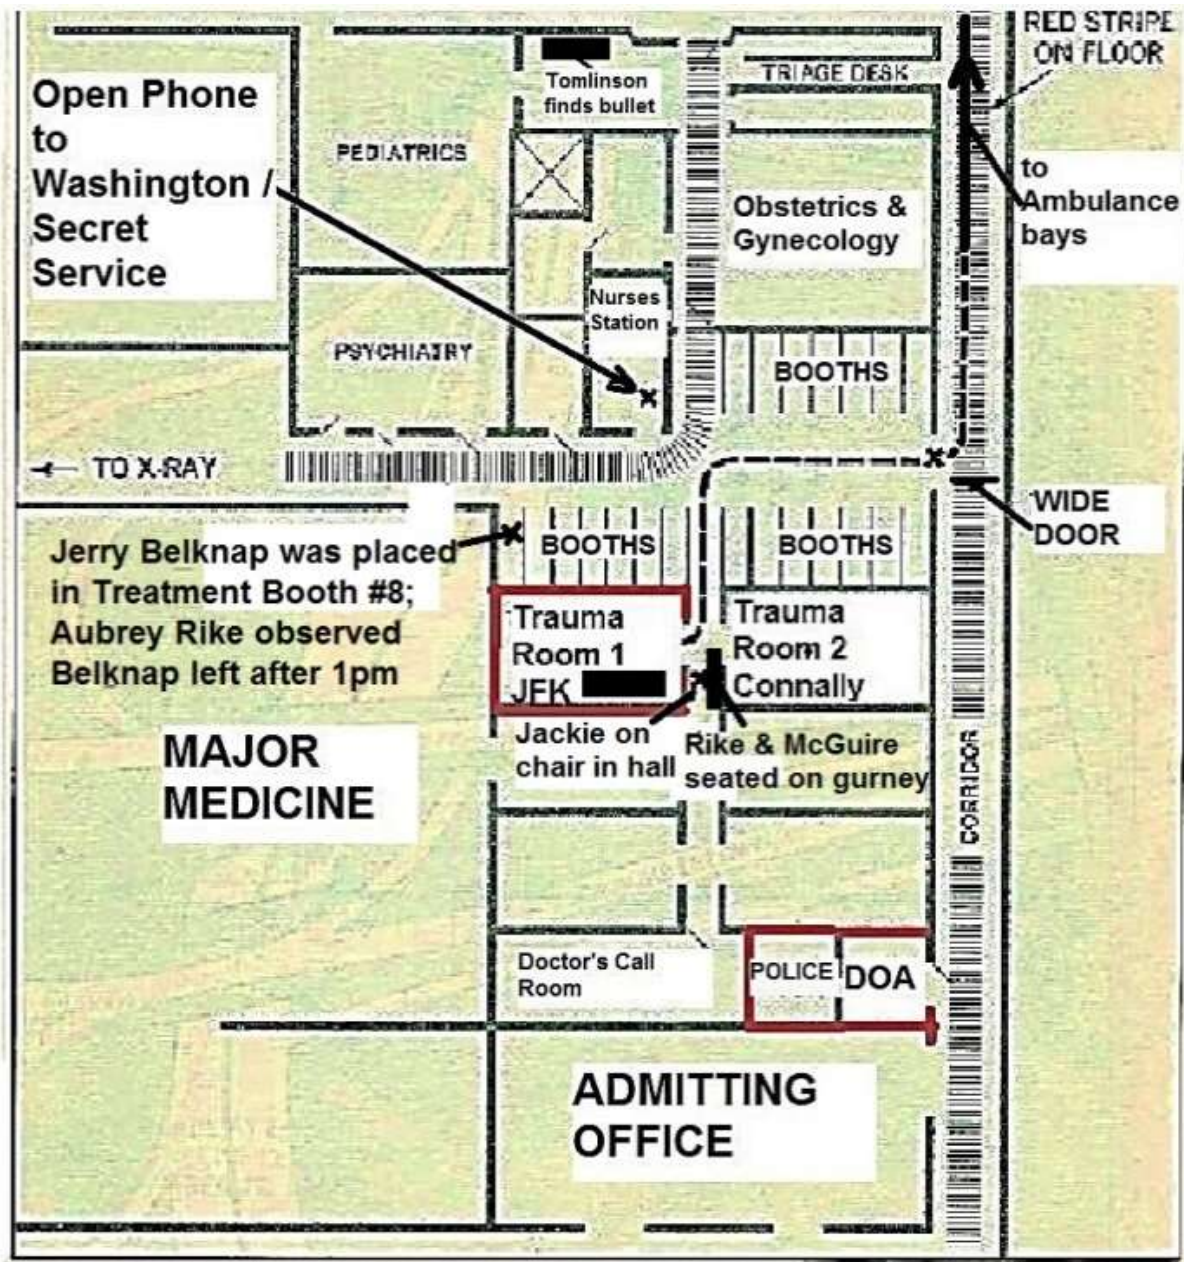 RED STRIPE
ON FLOOR
Tomlinson
finds bullet
TRIAGE DESK
Open Phone
to
Washington /
Secret
Service
PEDIATRICS
to
Ambulance
bays
Obstetrics &
Gynecology
Nurses
Station
PSYCHIATRY
BOOTHS
← TO X-RAY
WIDE
DOOR
Jerry Belknap was placed
in Treatment Booth #8;
Aubrey Rike observed
Belknap left after 1pm
BOOTHS
BOOTHS
Trauma
Room 1
JFK
Trauma
Room 2
Connally
Jackie on
chair in hall
Rike & McGuire
seated on gurney
MAJOR
MEDICINE
CORRIDOR
Doctor's Call
Room
POLICE
DOA
ADMITTING
OFFICE